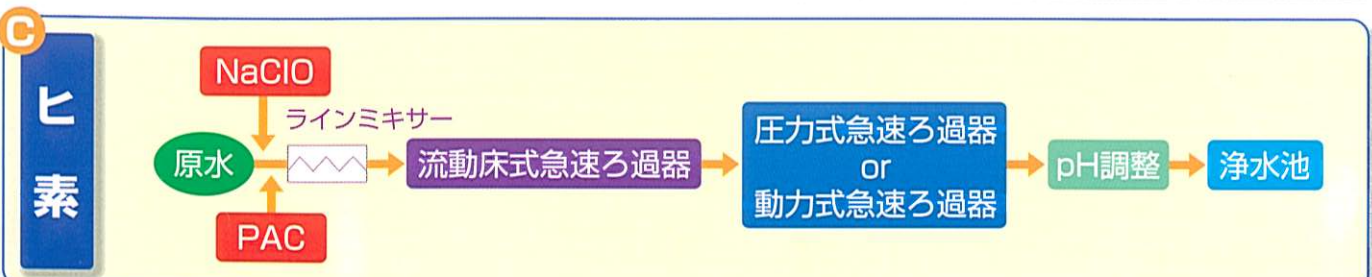 C
ヒ素
NaClO
ラインミキサー
原水
PAC
流動床式急速ろ過器
圧力式急速ろ過器
or
動力式急速ろ過器
pH調整
浄水池